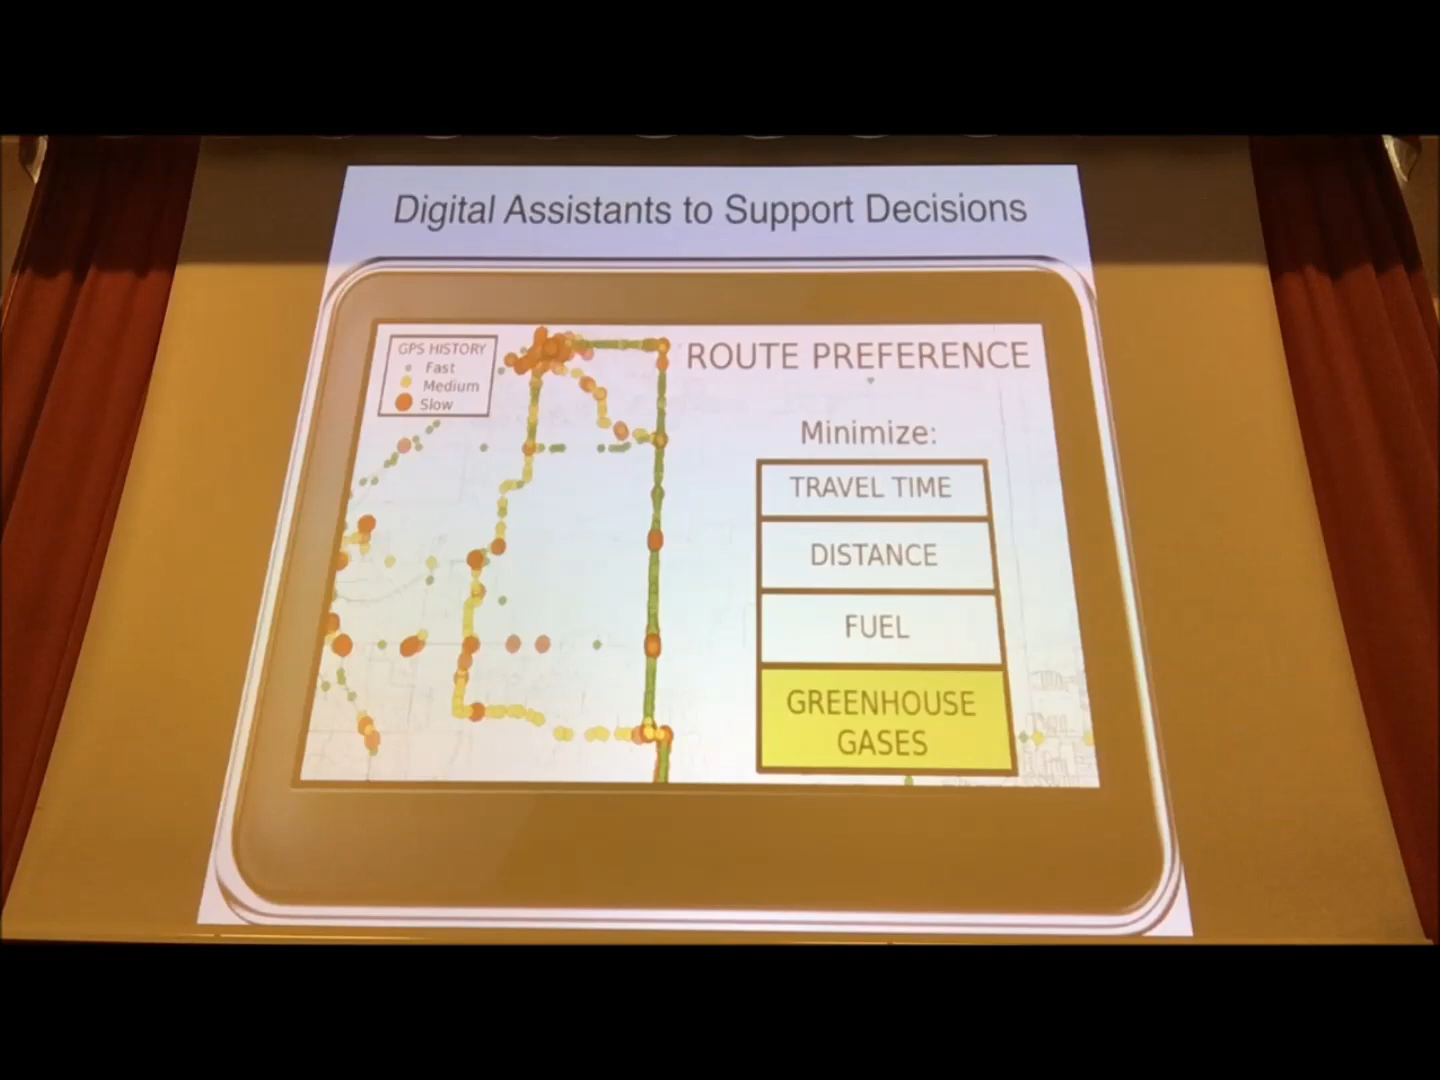 Digital Assistants to Support Decisions
GPS HISTORY
Fast
Medium
Slow
ROUTE PREFERENCE
Minimize:
TRAVEL TIME
DISTANCE
FUEL
GREENHOUSE
GASES